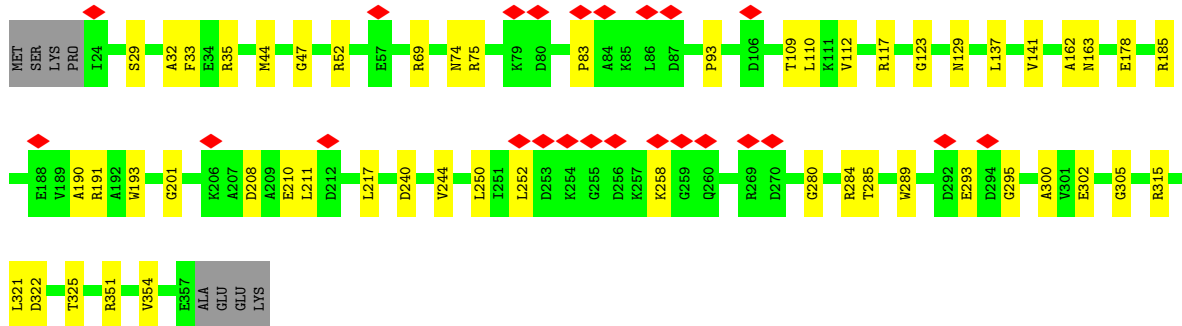 MET SER LYS PRO I24 S29 A32 F33 E34 R35 M44 G47 R52 E57 R69 N74 R75 K79 D80 P83 A84 K85 L86 D87 P93 D106 T109 L110 K111 V112 R117 G123 N129 L137 V141 A162 N163 E178 R185
E188 V189 A190 R191 A192 W193 G201 K206 A207 D208 A209 E210 L211 D212 L217 D240 V244 L250 I251 L252 D253 K254 G255 D256 K257 K258 G259 Q260 R269 D270 G280 R284 T285 W289 D292 E293 D294 G295 A300 V301 E302 G305 R315
L321 D322 T325 R351 V354 E357 ALA GLU GLU LYS